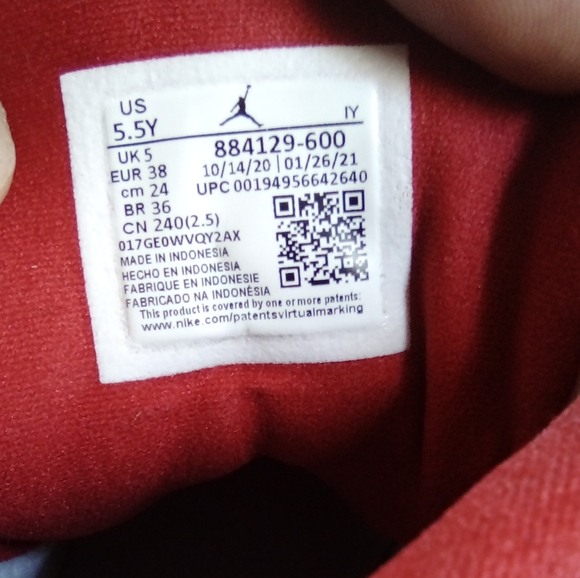 US
5.5Y
IY
UK 5
884129-600
EUR 38
10/14/20 | 01/26/21
cm 24
UPC 00194956642640
BR 36
CN 240(2.5)
017GE0WVQY2AX
MADE IN INDONESIA
HECHO EN INDONESIA
FABRIQUE EN INDONESIE
FABRICADO NA INDONÉSIA
This product is covered by one or more patents:
www.nike.com/patentsvirtualmarking